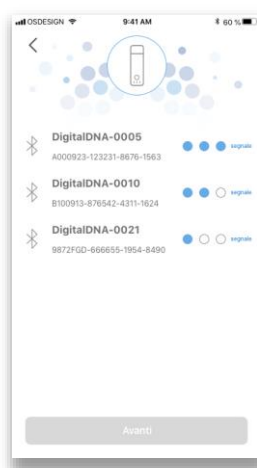 OSDESIGN 9:41 AM 60 %
DigitalDNA-0005
A000923-123231-8676-1563
segnale
DigitalDNA-0010
B100913-876542-4311-1624
segnale
DigitalDNA-0021
9872FGD-666655-1954-8490
segnale
Avanti